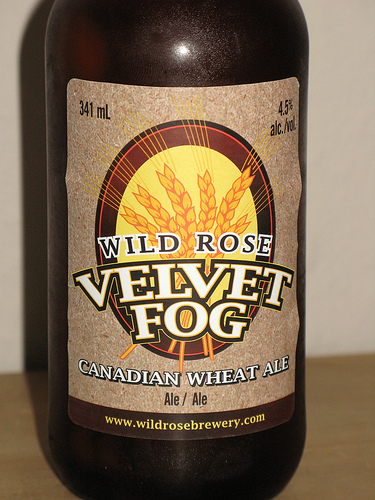 341 mL
4.5%
alc./vol.
WILD ROSE
VELVET
FOG
CANADIAN WHEAT ALE
Ale / Ale
www.wildrosebrewery.com